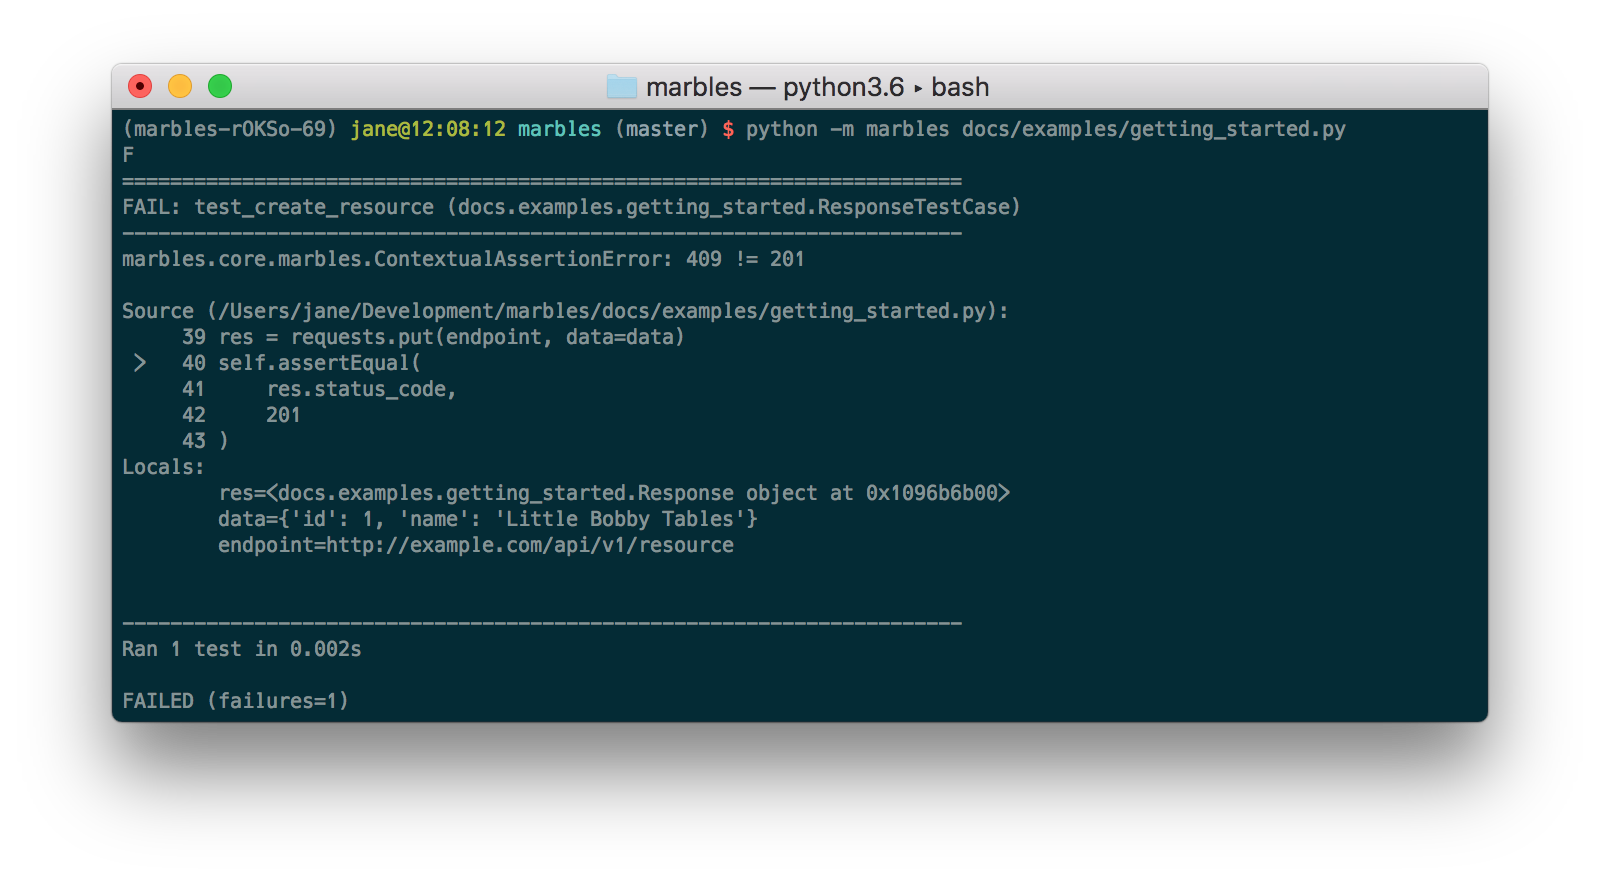 marbles — python3.6 ▸ bash
(marbles-rOKSo-69) jane@12:08:12 marbles (master) $ python -m marbles docs/examples/getting_started.py
F
======================================================================
FAIL: test_create_resource (docs.examples.getting_started.ResponseTestCase)
----------------------------------------------------------------------
marbles.core.marbles.ContextualAssertionError: 409 != 201
Source (/Users/jane/Development/marbles/docs/examples/getting_started.py):
     39 res = requests.put(endpoint, data=data)
 >   40 self.assertEqual(
     41     res.status_code,
     42     201
     43 )
Locals:
        res=<docs.examples.getting_started.Response object at 0x1096b6b00>
        data={'id': 1, 'name': 'Little Bobby Tables'}
        endpoint=http://example.com/api/v1/resource
----------------------------------------------------------------------
Ran 1 test in 0.002s
FAILED (failures=1)